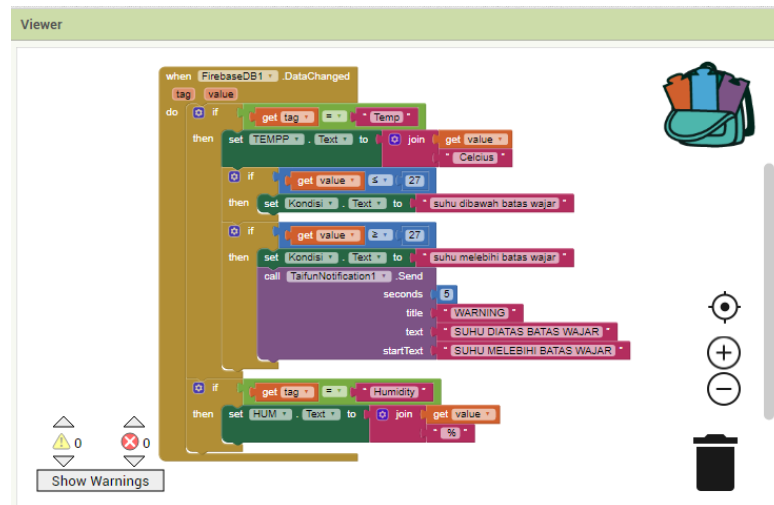 Viewer
when FirebaseDB1 .DataChanged
tag value
do if get tag = " Temp "
then set TEMPP . Text to join get value
" Celcius "
if get value ≤ 27
then set Kondisi . Text to " suhu dibawah batas wajar "
if get value ≥ 27
then set Kondisi . Text to " suhu melebihi batas wajar "
call TaifunNotification1 .Send
seconds 5
title " WARNING "
text " SUHU DIATAS BATAS WAJAR "
startText " SUHU MELEBIHI BATAS WAJAR "
if get tag = " Humidity "
then set HUM . Text to join get value
" % "
0 0
Show Warnings